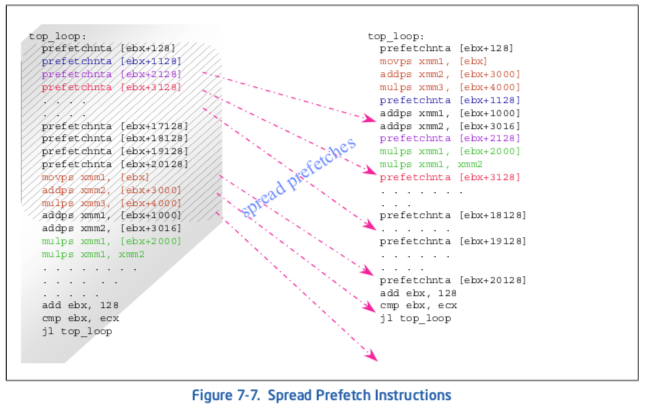 top_loop:
prefetchnta [ebx+128]
prefetchnta [ebx+1128]
prefetchnta [ebx+2128]
prefetchnta [ebx+3128]
. . . .
. . . .
prefetchnta [ebx+17128]
prefetchnta [ebx+18128]
prefetchnta [ebx+19128]
prefetchnta [ebx+20128]
movps xmm1, [ebx]
addps xmm2, [ebx+3000]
mulps xmm3, [ebx+4000]
addps xmm1, [ebx+1000]
addps xmm2, [ebx+3016]
mulps xmm1, [ebx+2000]
mulps xmm1, xmm2
. . . . . . . .
. . . . . .
. . . . .
add ebx, 128
cmp ebx, ecx
jl top_loop
spread prefetches
top_loop:
prefetchnta [ebx+128]
movps xmm1, [ebx]
addps xmm2, [ebx+3000]
mulps xmm3, [ebx+4000]
prefetchnta [ebx+1128]
addps xmm1, [ebx+1000]
addps xmm2, [ebx+3016]
prefetchnta [ebx+2128]
mulps xmm1, [ebx+2000]
mulps xmm1, xmm2
prefetchnta [ebx+3128]
. . . . . . .
. . .
prefetchnta [ebx+18128]
. . . . . .
prefetchnta [ebx+19128]
. . . . . .
. . . .
prefetchnta [ebx+20128]
add ebx, 128
cmp ebx, ecx
jl top_loop
Figure 7-7. Spread Prefetch Instructions